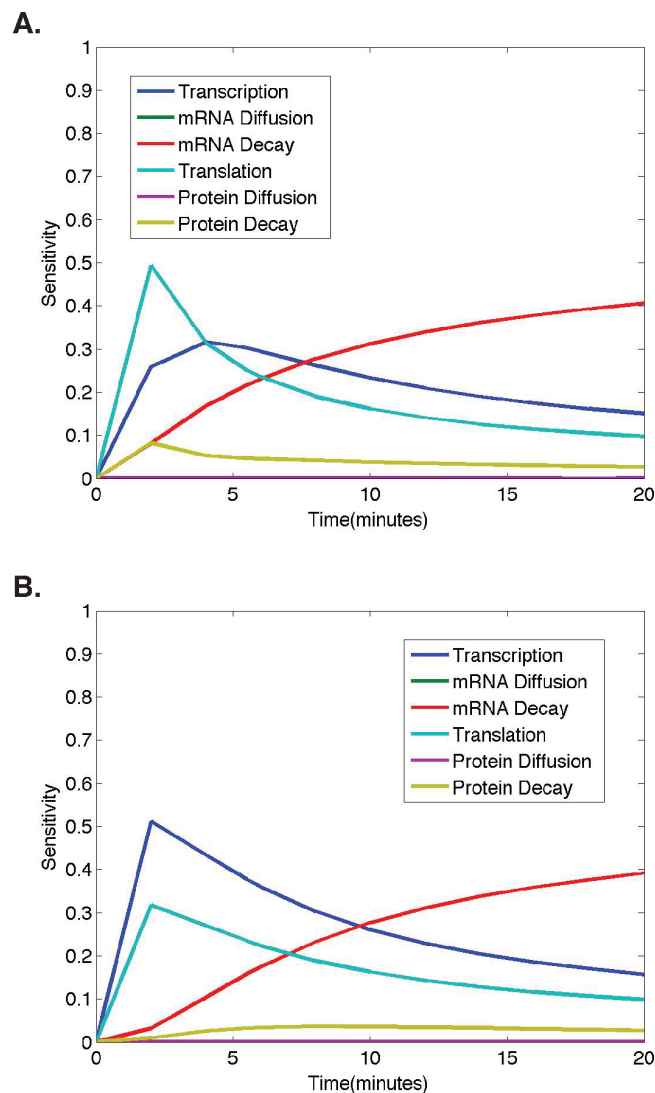 A.
1
0.9
0.8
0.7
0.6
0.5
0.4
0.3
0.2
0.1
0
Sensitivity
Transcription
mRNA Diffusion
mRNA Decay
Translation
Protein Diffusion
Protein Decay
0 5 10 15 20
Time(minutes)
B.
1
0.9
0.8
0.7
0.6
0.5
0.4
0.3
0.2
0.1
0
Sensitivity
Transcription
mRNA Diffusion
mRNA Decay
Translation
Protein Diffusion
Protein Decay
0 5 10 15 20
Time(minutes)